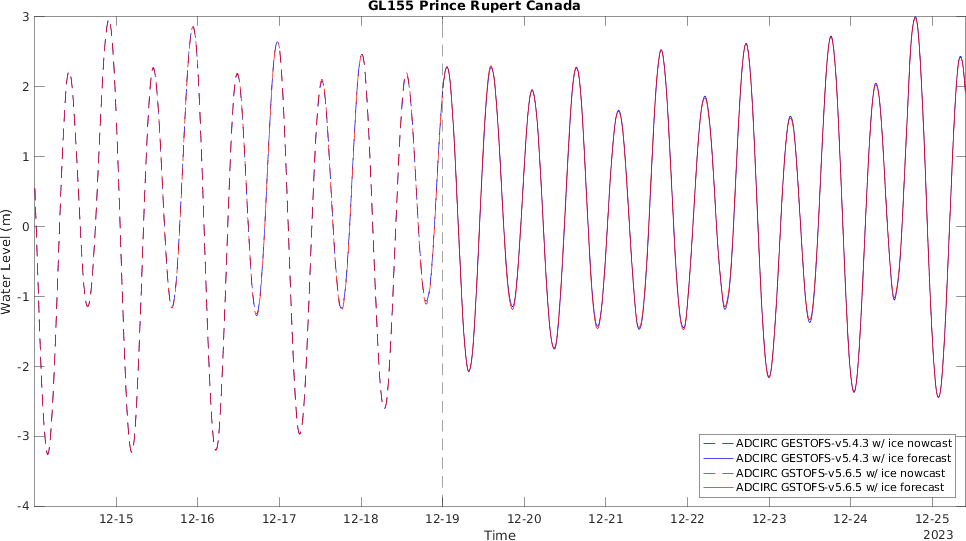 GL155 Prince Rupert Canada
3
2
1
0
-1
-2
-3
-4
Water Level (m)
12-15 12-16 12-17 12-18 12-19 12-20 12-21 12-22 12-23 12-24 12-25
Time
2023
ADCIRC GESTOFS-v5.4.3 w/ ice nowcast
ADCIRC GESTOFS-v5.4.3 w/ ice forecast
ADCIRC GSTOFS-v5.6.5 w/ ice nowcast
ADCIRC GSTOFS-v5.6.5 w/ ice forecast